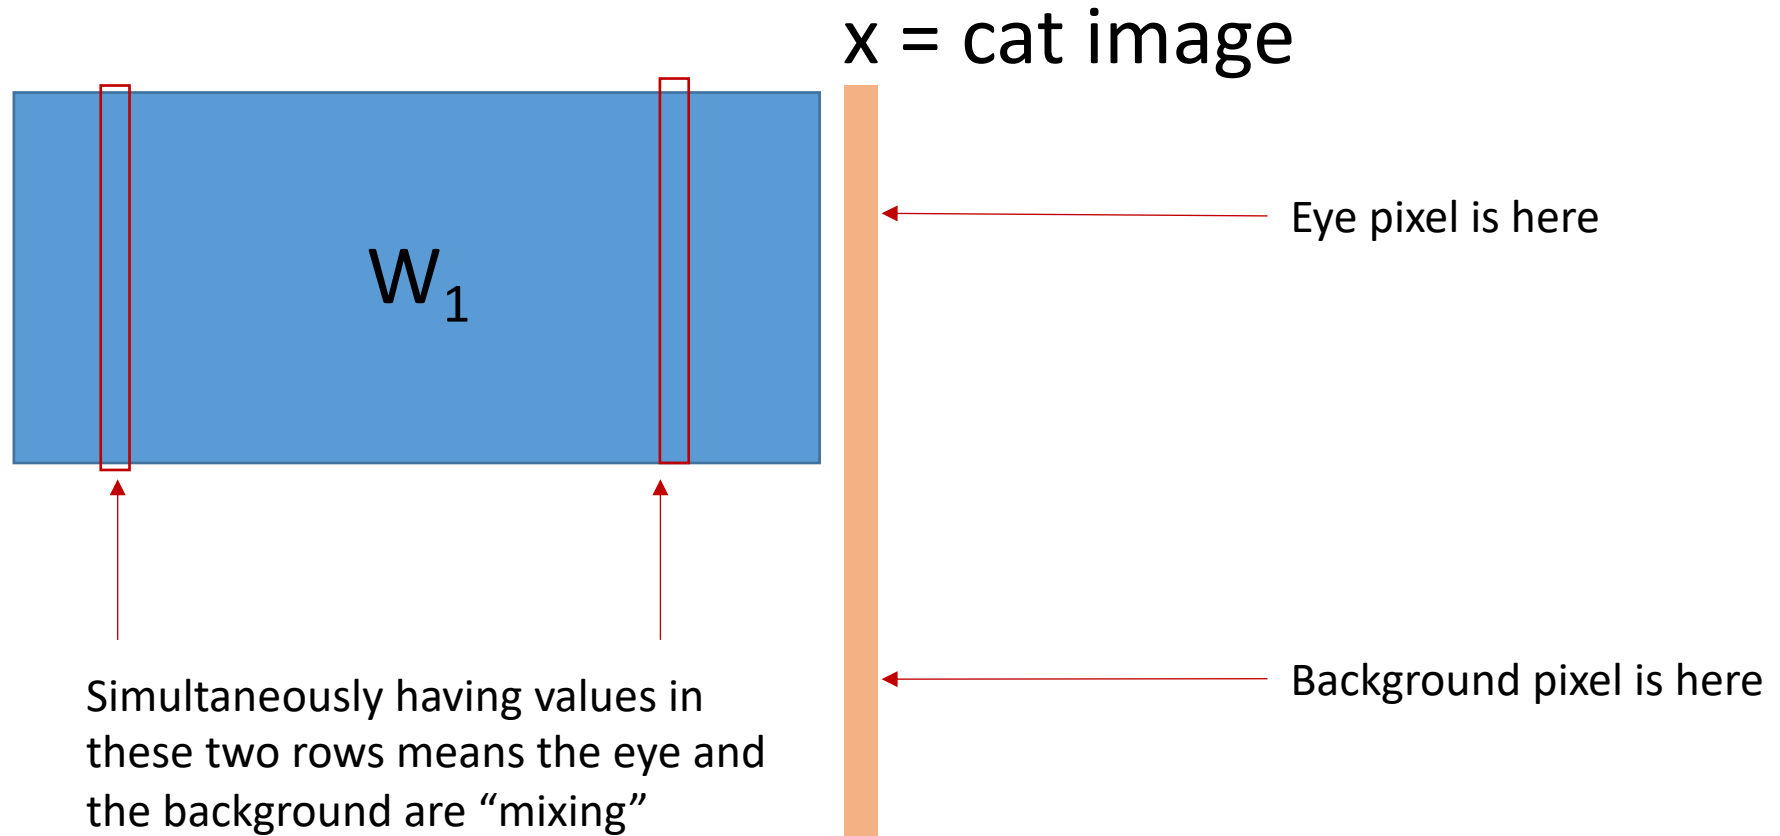 x = cat image
W₁
Eye pixel is here
Background pixel is here
Simultaneously having values in
these two rows means the eye and
the background are “mixing”